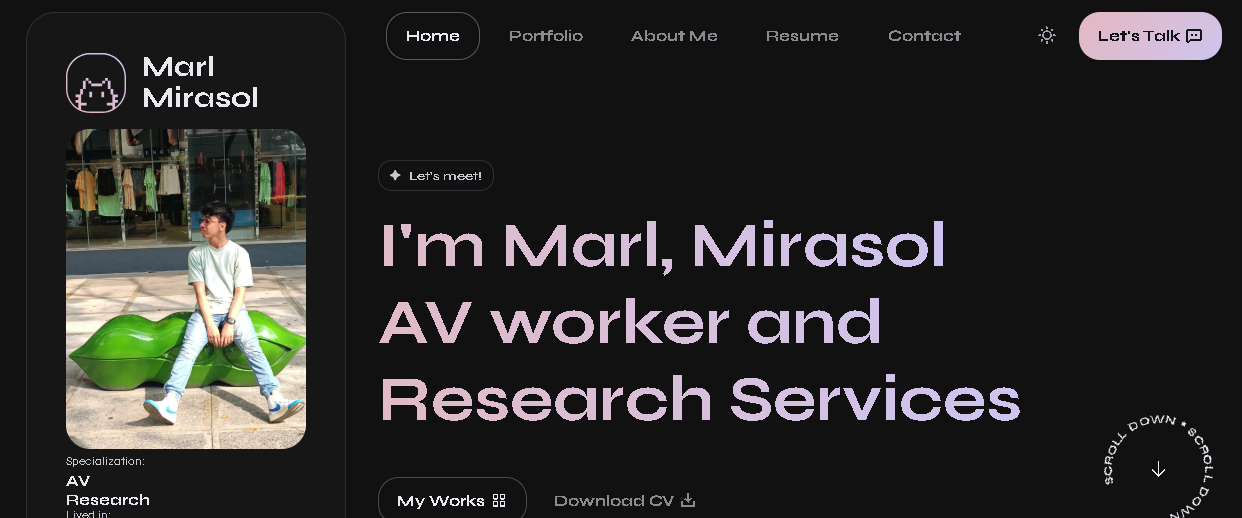 Marl
Mirasol
Specialization:
AV
Research
Lived in:
Home
Portfolio
About Me
Resume
Contact
Let's Talk
Let's meet!
I'm Marl, Mirasol
AV worker and
Research Services
My Works
Download CV
SCROLL DOWN * SCROLL DOWN